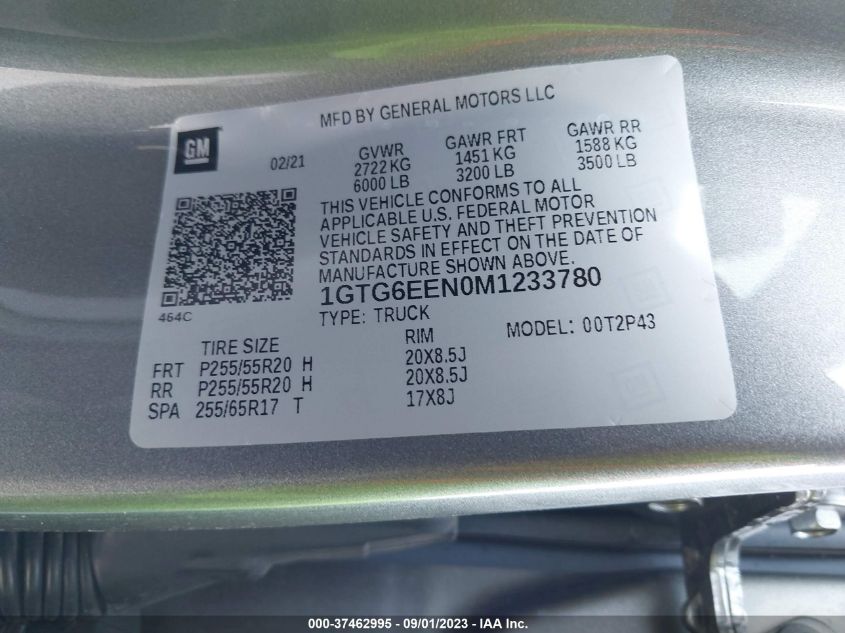 MFD BY GENERAL MOTORS LLC
GM
02/21
GVWR GAWR FRT GAWR RR
2722 KG 1451 KG 1588 KG
6000 LB 3200 LB 3500 LB
THIS VEHICLE CONFORMS TO ALL
APPLICABLE U.S. FEDERAL MOTOR
VEHICLE SAFETY AND THEFT PREVENTION
STANDARDS IN EFFECT ON THE DATE OF
MANUFACTURE SHOWN ABOVE.
1GTG6EEN0M1233780
464C
TYPE: TRUCK MODEL: 00T2P43
TIRE SIZE RIM
FRT P255/55R20 H 20X8.5J
RR P255/55R20 H 20X8.5J
SPA 255/65R17 T 17X8J
000-37462995 - 09/01/2023 - IAA Inc.